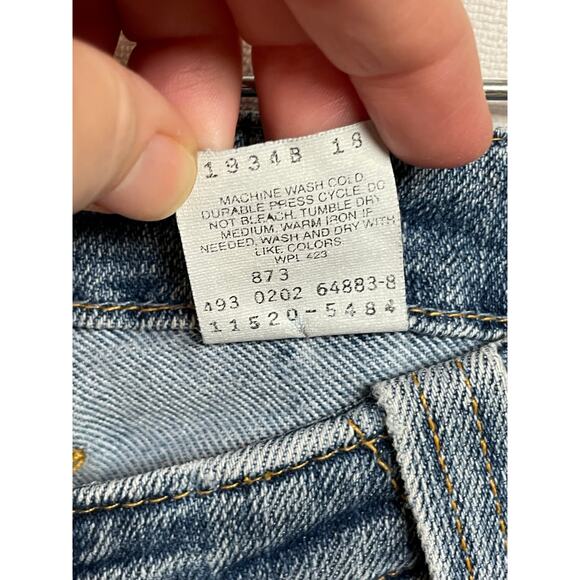 1934B 18
MACHINE WASH COLD
DURABLE PRESS CYCLE. DO
NOT BLEACH. TUMBLE DRY
MEDIUM. WARM IRON IF
NEEDED. WASH AND DRY WITH
LIKE COLORS
WPL 423
873
493 0202 64883-8
11520-5484